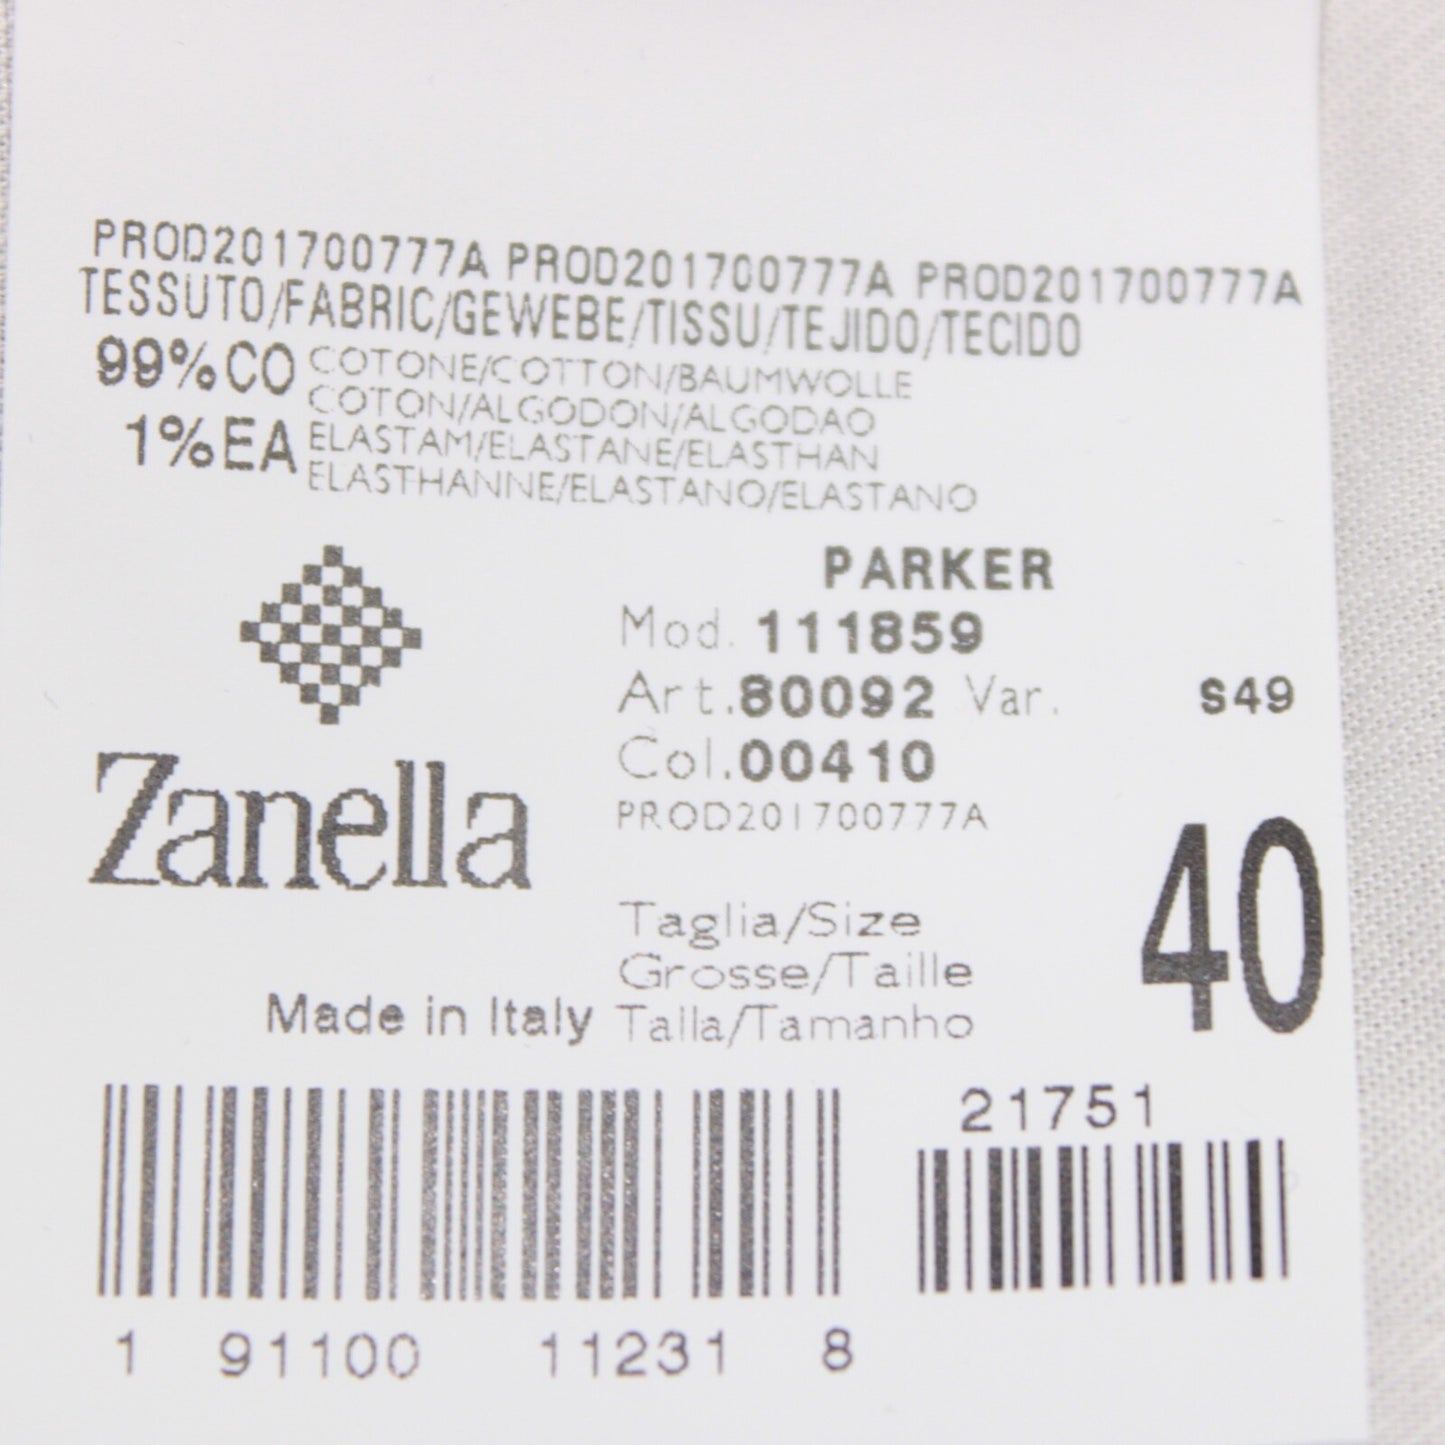 PROD201700777A PROD201700777A PROD201700777A
TESSUTO/FABRIC/GEWEBE/TISSU/TEJIDO/TECIDO
99%CO COTONE/COTTON/BAUMWOLLE
COTON/ALGODON/ALGODAO
1%EA ELASTAM/ELASTANE/ELASTHAN
ELASTHANNE/ELASTANO/ELASTANO
PARKER
Mod. 111859
Art.80092 Var. S49
Col.00410
PROD201700777A
Zanella
Taglia/Size
Grosse/Taille
Talla/Tamanho
40
Made in Italy
21751
1 91100 11231 8